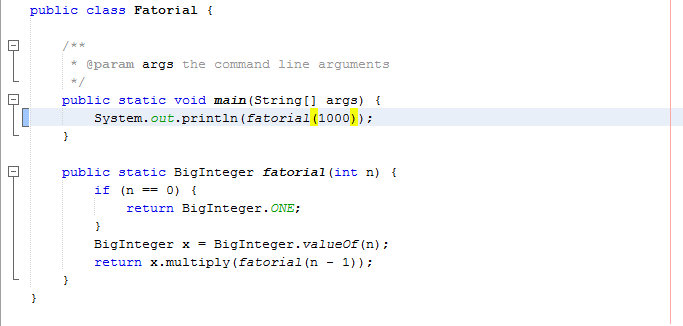 public class Fatorial {
/**
* @param args the command line arguments
*/
public static void main(String[] args) {
System.out.println(fatorial(1000));
}
public static BigInteger fatorial(int n) {
if (n == 0) {
return BigInteger.ONE;
}
BigInteger x = BigInteger.valueOf(n);
return x.multiply(fatorial(n - 1));
}
}